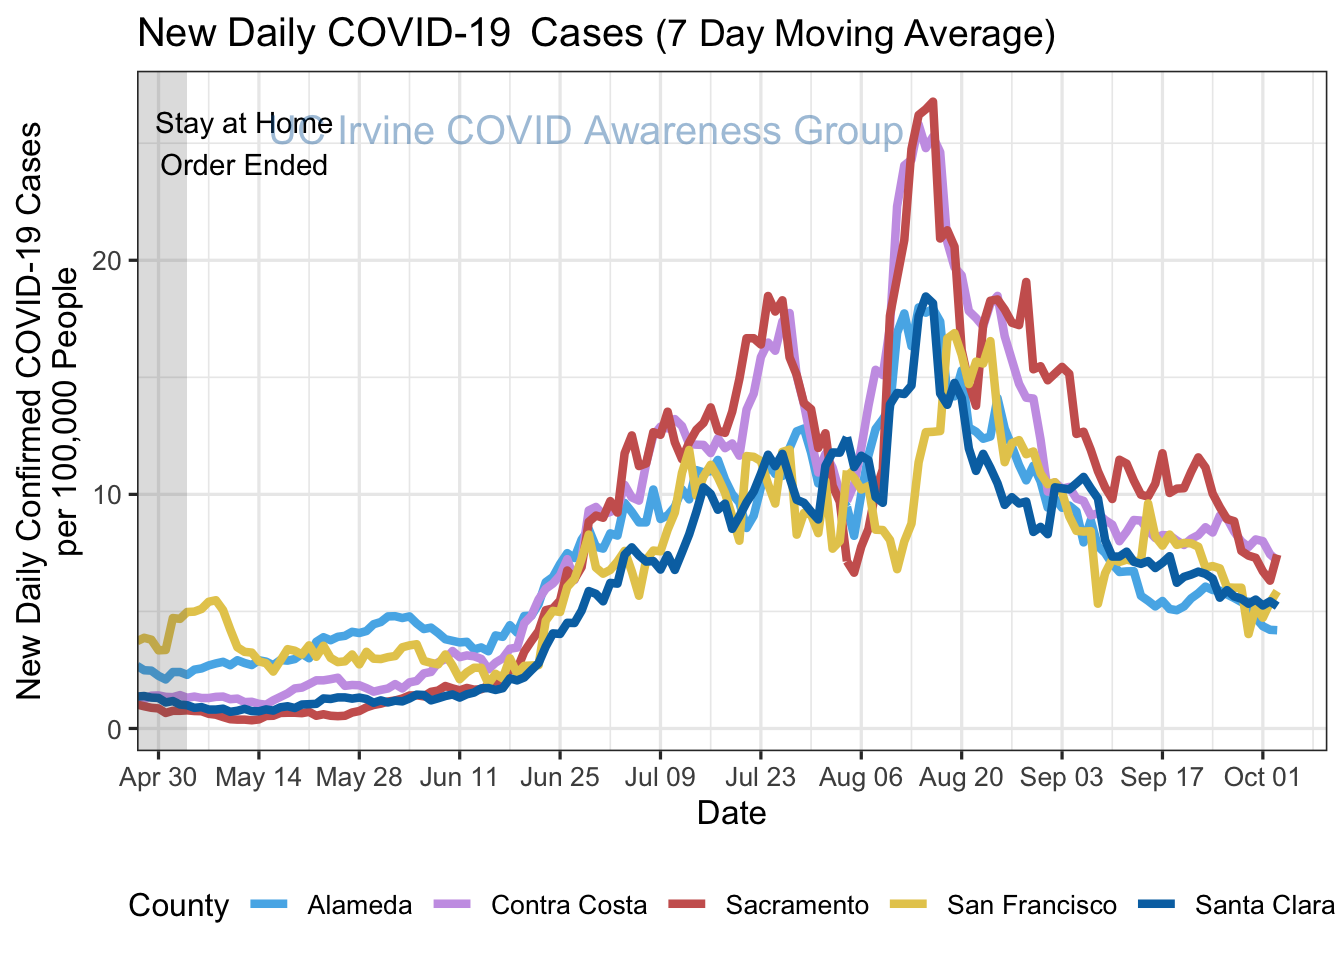 New Daily COVID-19  Cases (7 Day Moving Average)
UC Irvine COVID Awareness Group
Stay at Home
Order Ended
New Daily Confirmed COVID-19 Cases
per 100,000 People
20
10
0
Apr 30 May 14 May 28 Jun 11 Jun 25 Jul 09 Jul 23 Aug 06 Aug 20 Sep 03 Sep 17 Oct 01
Date
County Alameda Contra Costa Sacramento San Francisco Santa Clara